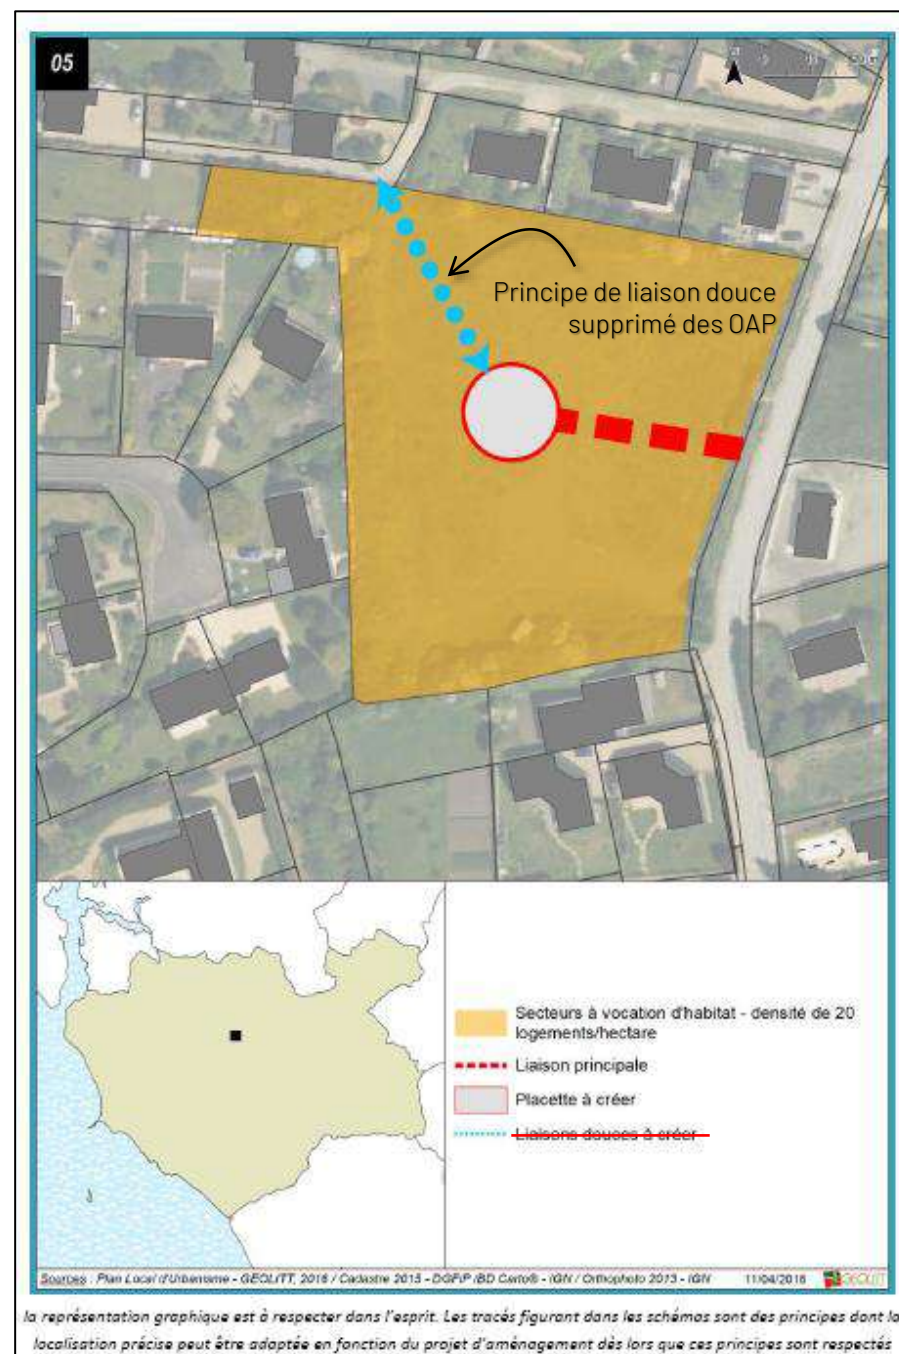 05
Principe de liaison douce
supprimé des OAP
Secteurs à vocation d'habitat - densité de 20
logements/hectare
Liaison principale
Placette à créer
Liaisons douces à créer
Sources : Plan Local d'Urbanisme - GEOLITT, 2016 / Cadastre 2015 - DGFiP /BD Carto® - IGN / Orthophoto 2013 - IGN 11/04/2016 GEOLITT
la représentation graphique est à respecter dans l'esprit. Les tracés figurant dans les schémas sont des principes dont la
localisation précise peut être adaptée en fonction du projet d'aménagement dès lors que ces principes sont respectés